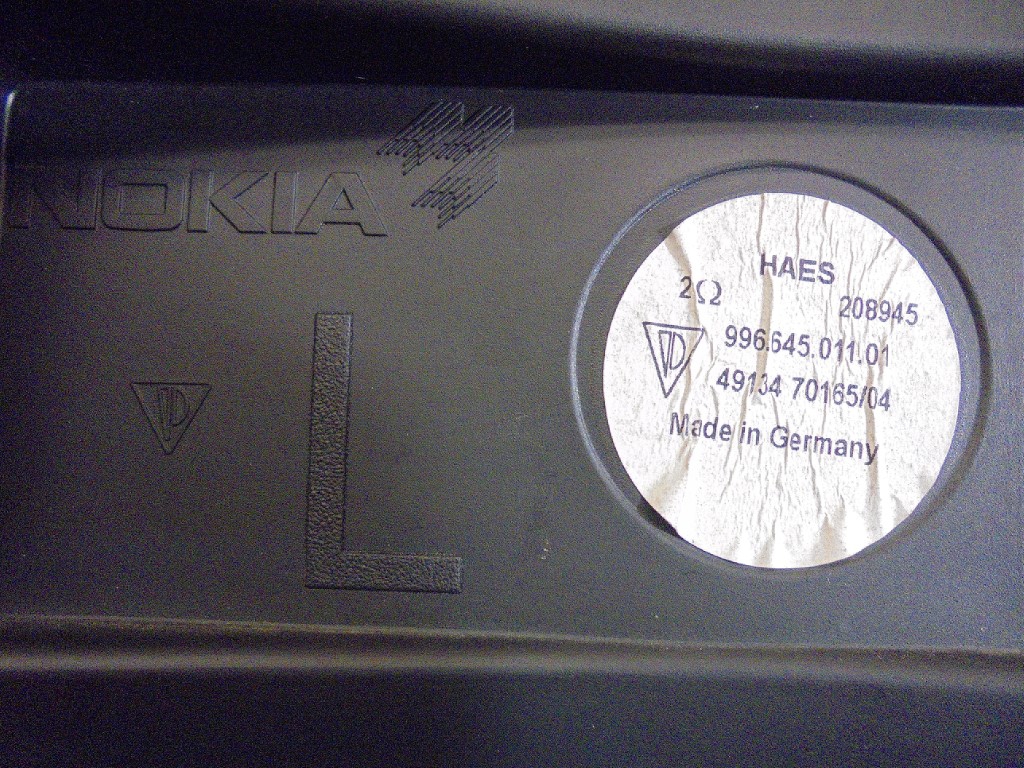 NOKIA
L
HAES
2Ω
208945
996.645.011.01
49134 70165/04
Made in Germany